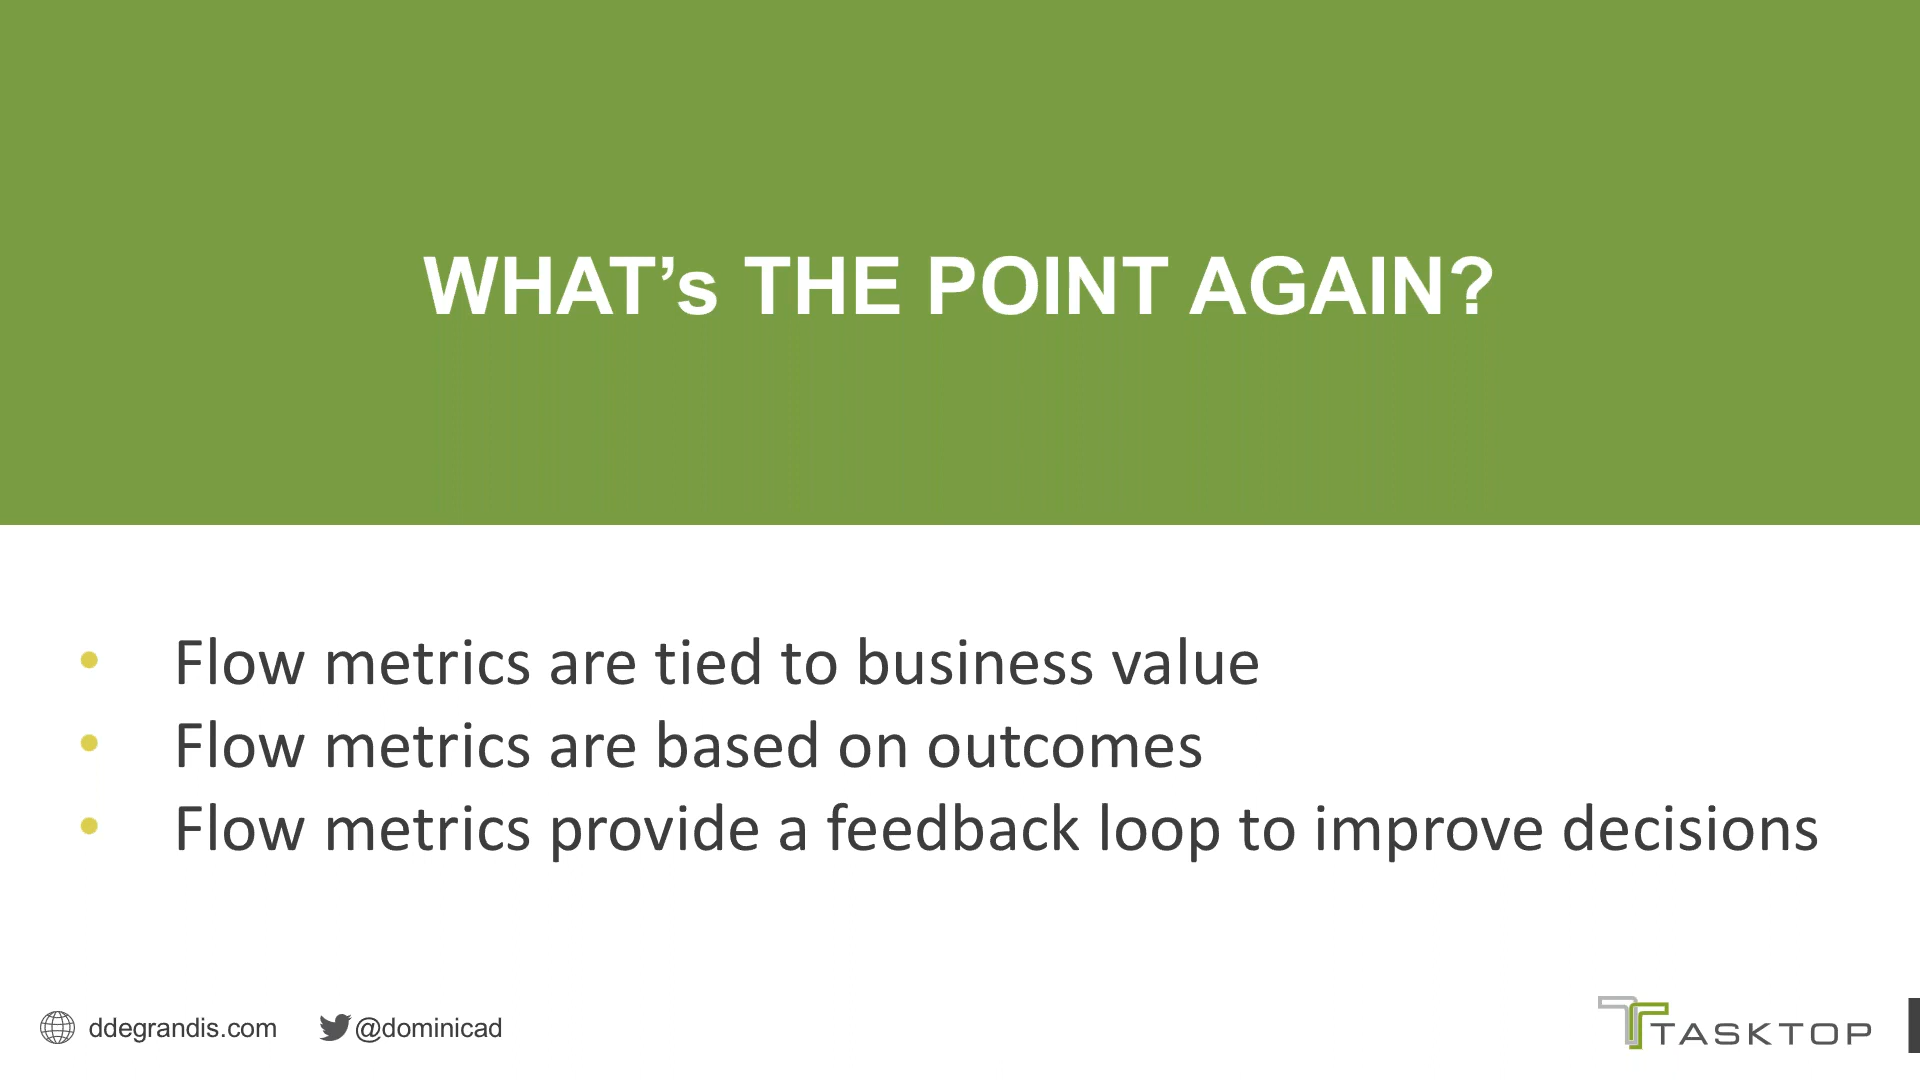 WHAT’s THE POINT AGAIN?
• Flow metrics are tied to business value
• Flow metrics are based on outcomes
• Flow metrics provide a feedback loop to improve decisions
ddegrandis.com @dominicad
TASKTOP